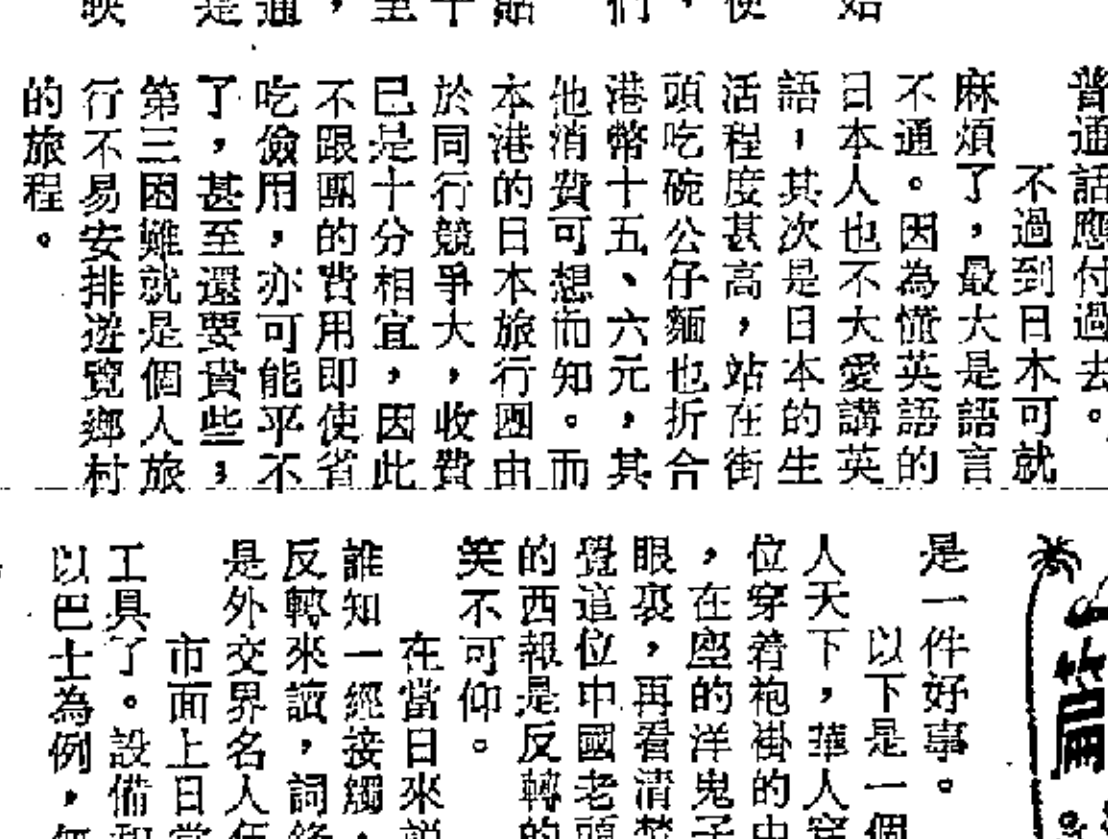 普通話應付過去。
不過到日木可就
麻煩了,最大是語言
不通。因為懂英語的
日本人也不大愛講英
語,其次是日本的生
活程度甚高,站在街
頭吃碗公仔麵也折合
港幣十五、六元,其
他消費可想而知。而
本港的日本旅行團由
於同行競爭大,收費
已是十分相宜,因此
不跟團的費用即使省
吃儉用,亦可能平不
了,甚至還要貴些,
第三困難就是個人旅
行不易安排遊覽鄉村
的旅程。
是一件好事。
以下是一個
人天下,華人穿
位穿着袍褂的中
,在座的洋鬼子
眼裏,再看清楚
覺這位中國老頭
的西報是反轉的
笑不可仰。
在當日來説
誰知一經接觸,
反轉來讀,詞
是外交界名人伍
市面上日常
工具了。設備和
以巴士為例,